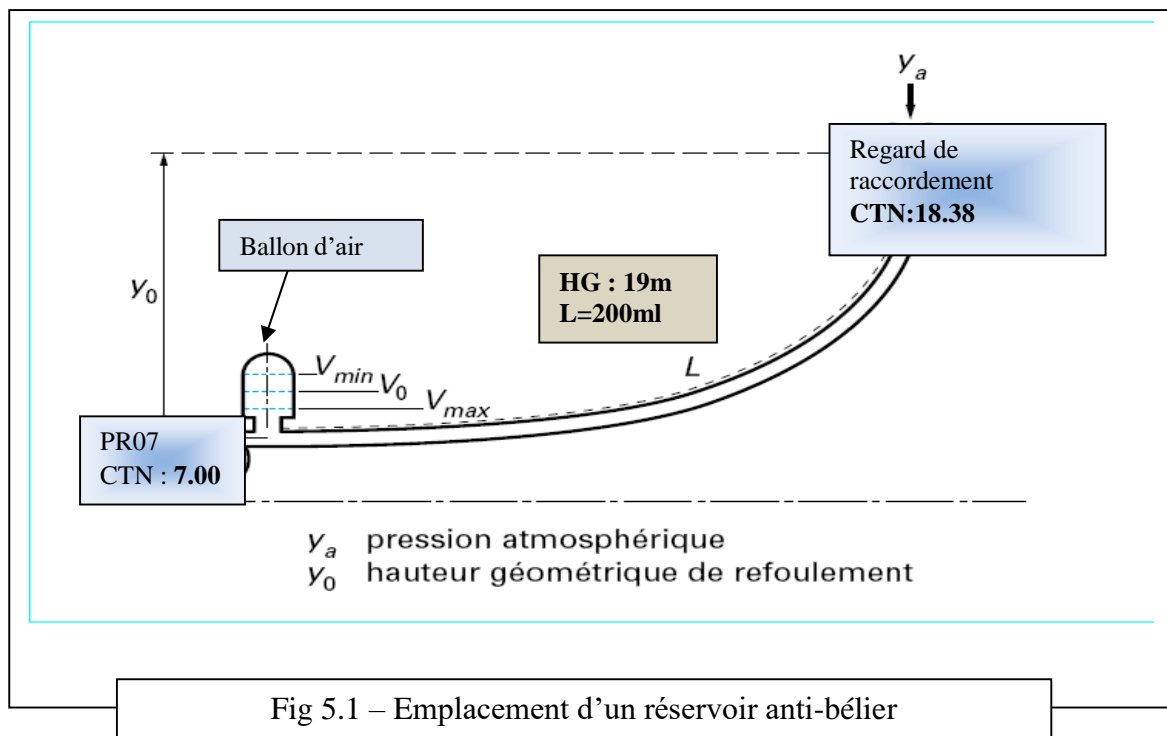 y_a
Regard de
raccordement
CTN:18.38
Ballon d’air
HG : 19m
L=200ml
y_0
V_min
V_0
V_max
L
PR07
CTN : 7.00
y_a pression atmosphérique
y_0 hauteur géométrique de refoulement
Fig 5.1 – Emplacement d’un réservoir anti-bélier